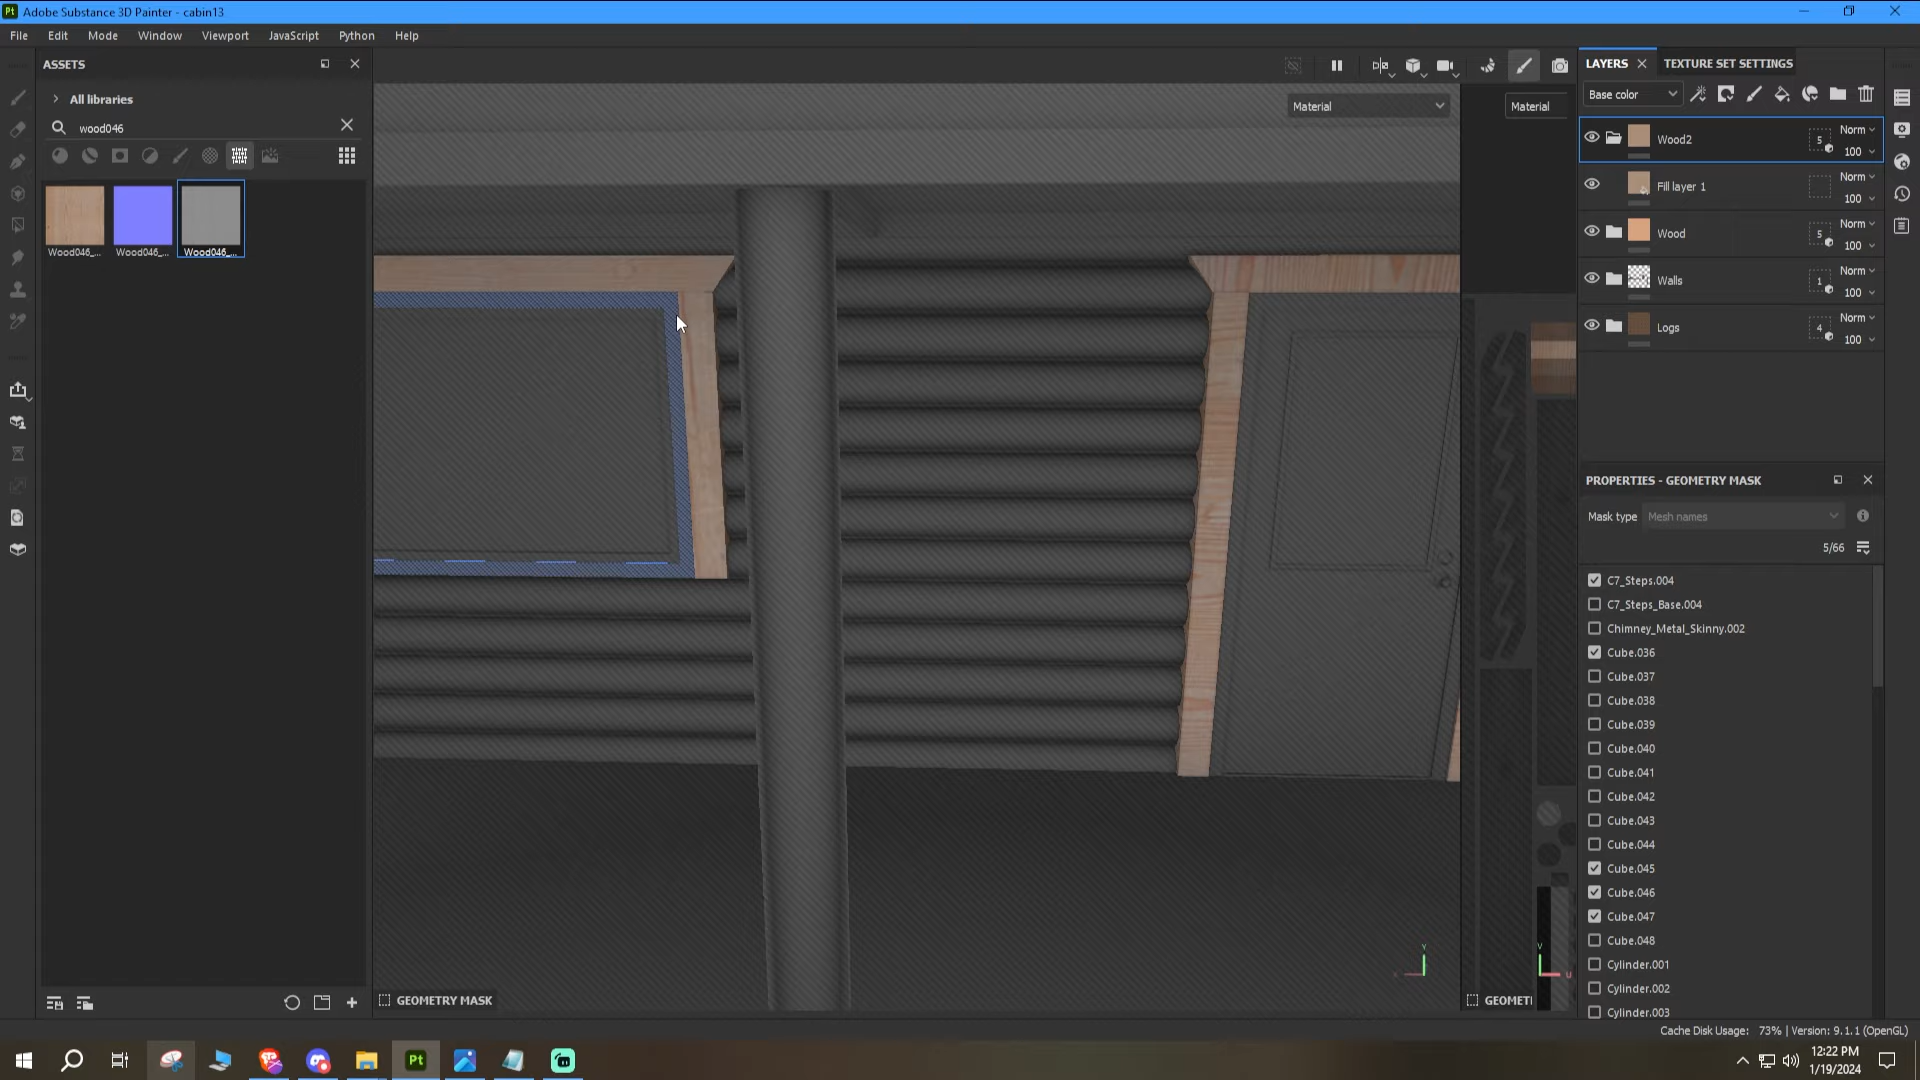 Adobe Substance 3D Painter - cabin13
File Edit Mode Window Viewport JavaScript Python Help
ASSETS
All libraries
wood046
Wood046_...
Wood046_...
Wood046_...
Material
GEOMETRY MASK
Material
GEOMETI
LAYERS
TEXTURE SET SETTINGS
Base color
Wood2
5
Norm
100
Fill layer 1
Norm
100
Wood
5
Norm
100
Walls
1
Norm
100
Logs
4
Norm
100
PROPERTIES - GEOMETRY MASK
Mask type Mesh names
5/66
C7_Steps.004
C7_Steps_Base.004
Chimney_Metal_Skinny.002
Cube.036
Cube.037
Cube.038
Cube.039
Cube.040
Cube.041
Cube.042
Cube.043
Cube.044
Cube.045
Cube.046
Cube.047
Cube.048
Cylinder.001
Cylinder.002
Cylinder.003
Cache Disk Usage: 73% | Version: 9.1.1 (OpenGL)
Pt
12:22 PM
1/19/2024